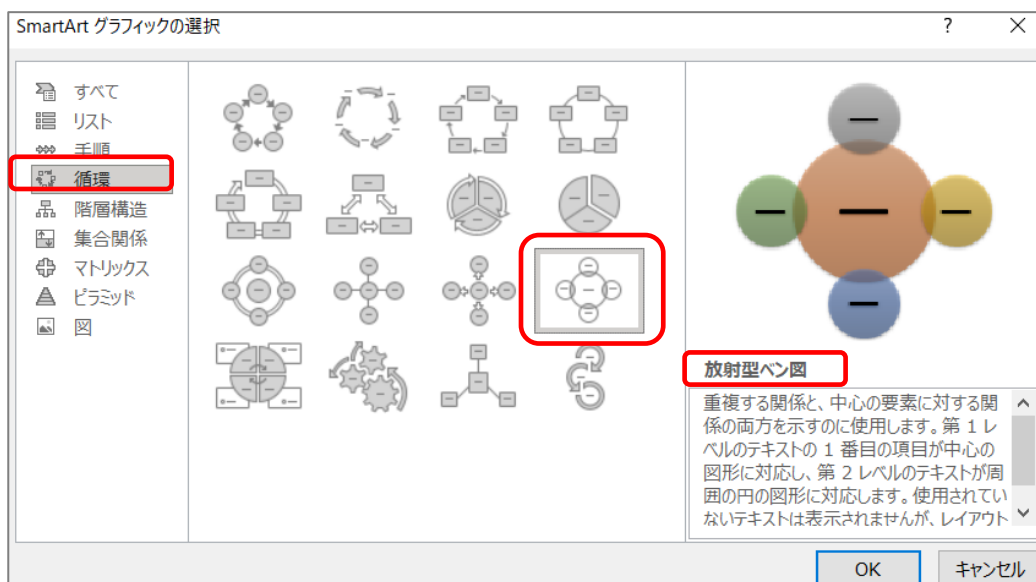 SmartArt グラフィックの選択
?
すべて
リスト
手順
循環
階層構造
集合関係
マトリックス
ピラミッド
図
放射型ベン図
重複する関係と、中心の要素に対する関
係の両方を示すのに使用します。第 1 レ
ベルのテキストの 1 番目の項目が中心の
図形に対応し、第 2 レベルのテキストが周
囲の円の図形に対応します。使用されてい
ないテキストは表示されませんが、レイアウト
OK
キャンセル